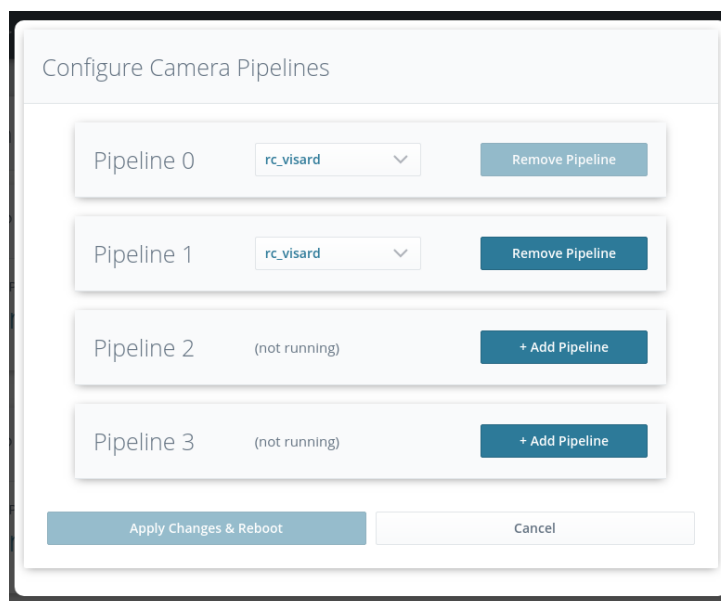 Configure Camera Pipelines
Pipeline 0 rc_visard Remove Pipeline
Pipeline 1 rc_visard Remove Pipeline
Pipeline 2 (not running) + Add Pipeline
Pipeline 3 (not running) + Add Pipeline
Apply Changes & Reboot Cancel